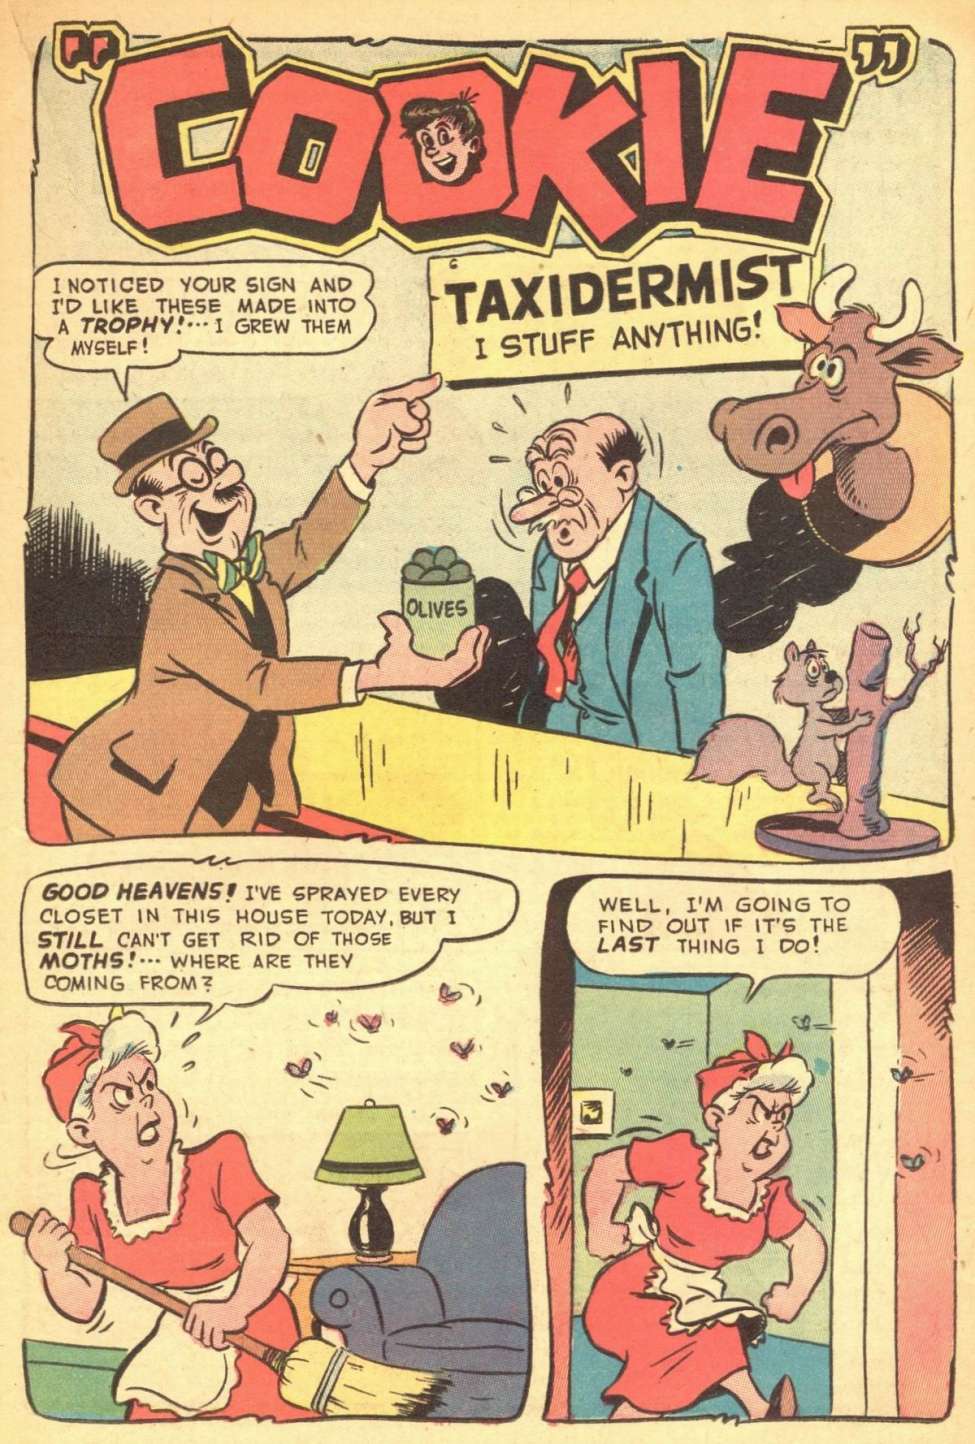 "COOKIE"
I NOTICED YOUR SIGN AND
I'D LIKE THESE MADE INTO
A TROPHY!... I GREW THEM
MYSELF!
TAXIDERMIST
I STUFF ANYTHING!
OLIVES
GOOD HEAVENS! I'VE SPRAYED EVERY
CLOSET IN THIS HOUSE TODAY, BUT I
STILL CAN'T GET RID OF THOSE
MOTHS!... WHERE ARE THEY
COMING FROM?
WELL, I'M GOING TO
FIND OUT IF IT'S THE
LAST THING I DO!